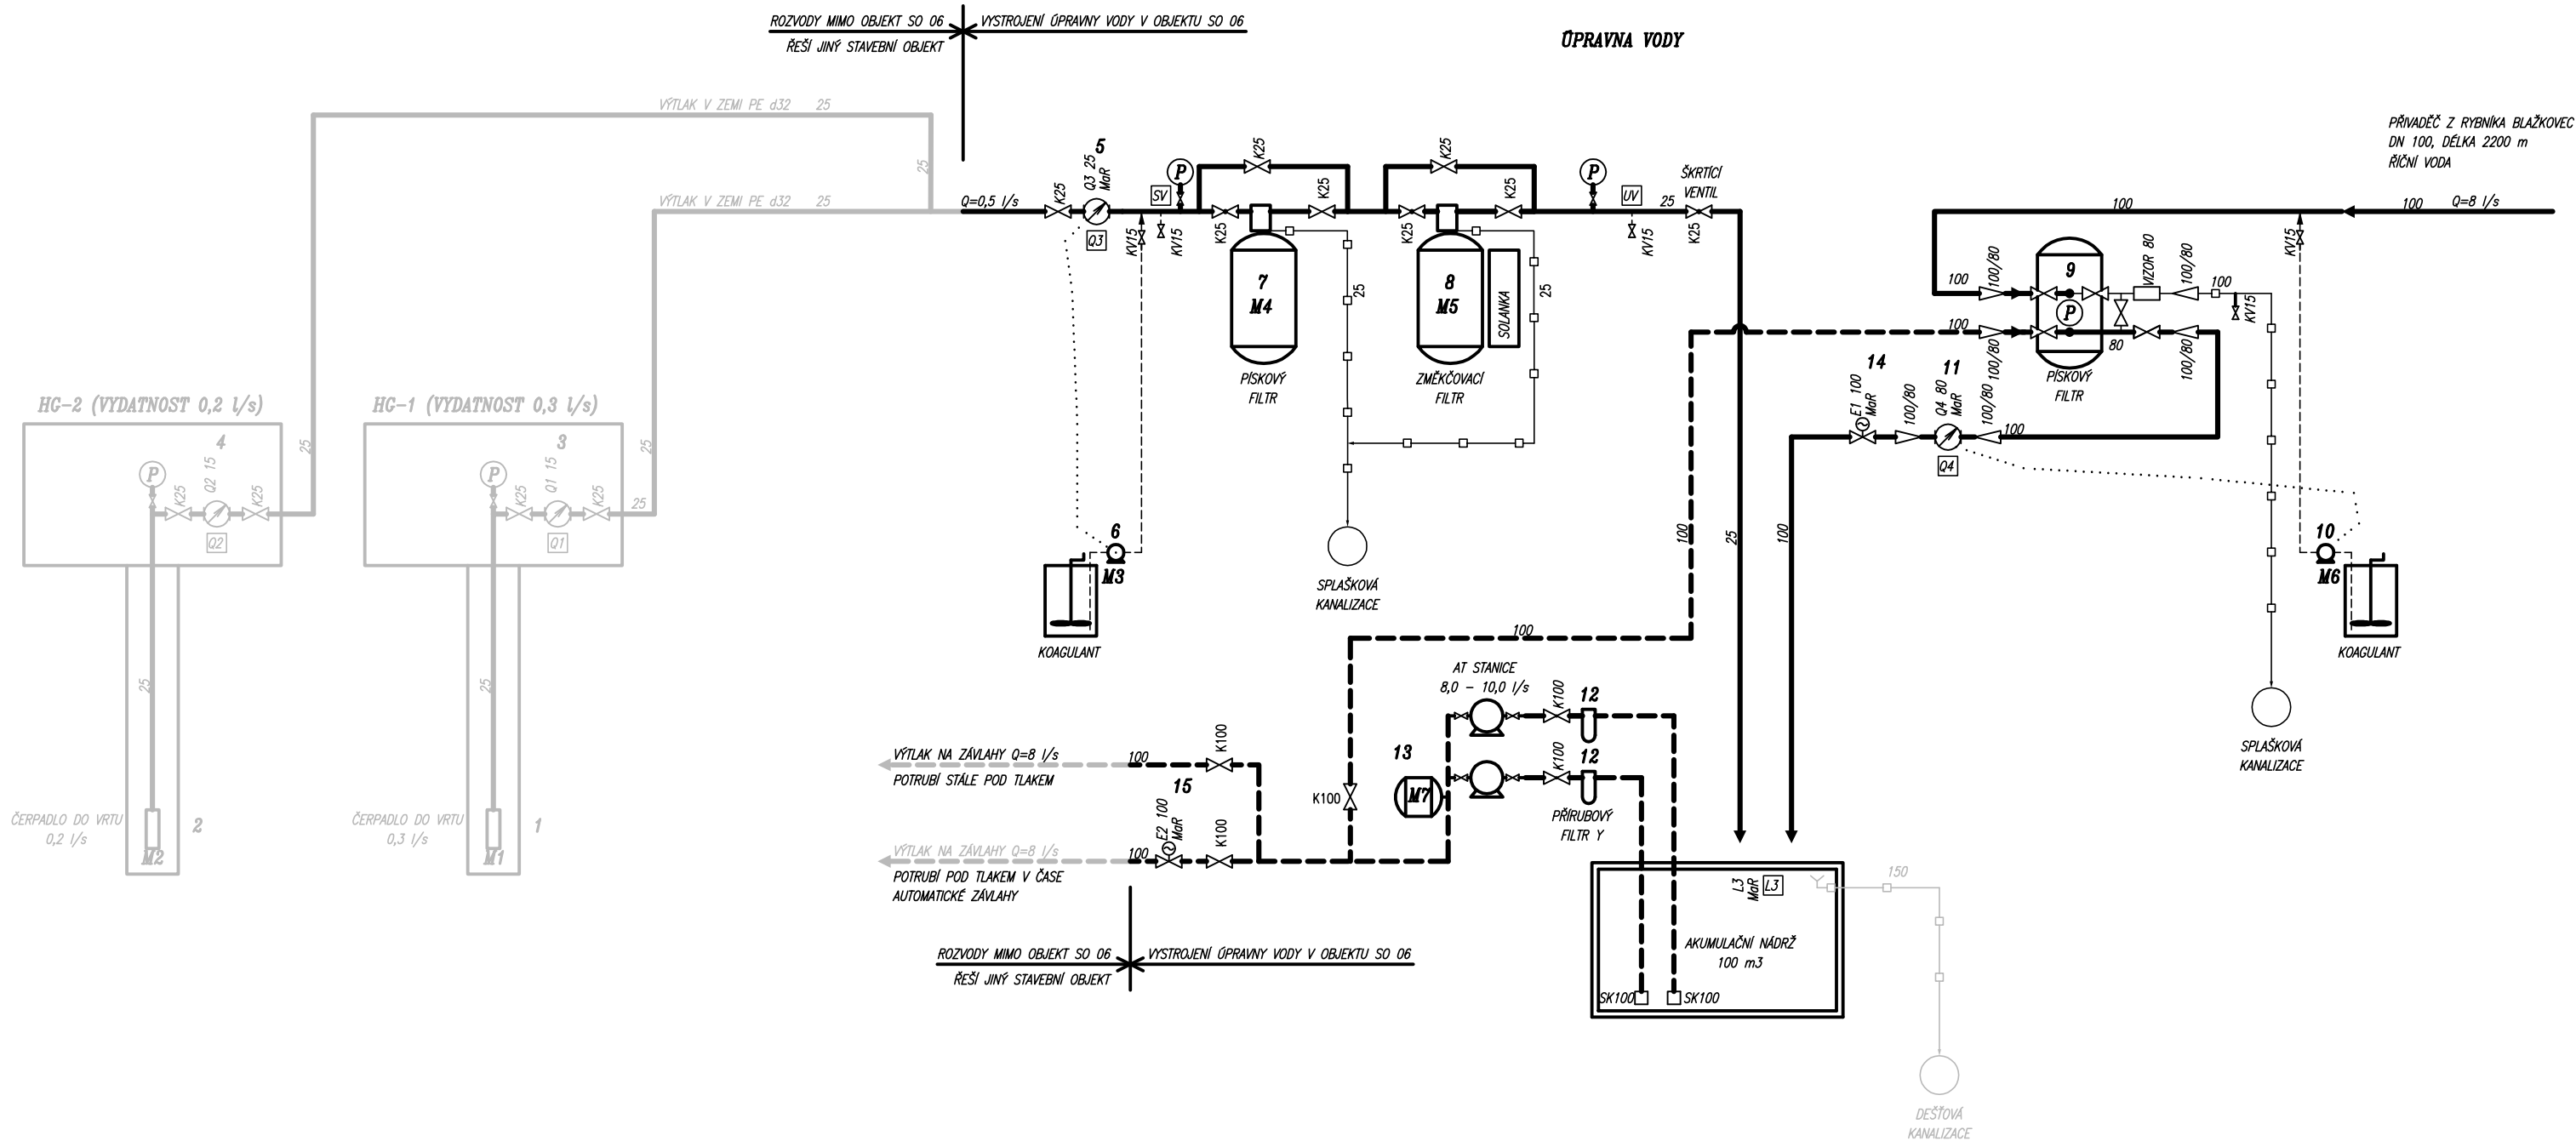 ROZVODY MIMO OBJEKT SO 06
ŘEŠÍ JINÝ STAVEBNÍ OBJEKT
VYSTROJENÍ ÚPRAVNY VODY V OBJEKTU SO 06
ÚPRAVNA VODY
VÝTLAK V ZEMI PE d32 25
25
VÝTLAK V ZEMI PE d32 25
Q=0,5 l/s
K25
5
Q3 25
MaR
Q3
KV15
SV
KV15
P
K25
K25
K25
7
M4
PÍSKOVÝ
FILTR
25
K25
K25
K25
8
M5
SOLANKA
ZMĚKČOVACÍ
FILTR
25
P
UV
KV15
25
ŠKRTÍCÍ
VENTIL
K25
PŘIVADĚČ Z RYBNÍKA BLAŽKOVEC
DN 100, DÉLKA 2200 m
ŘÍČNÍ VODA
100
100
Q=8 l/s
KV15
100
100/80
9
P
VIZOR 80
100/80
100
KV15
100
100/80
80
100/80
PÍSKOVÝ
FILTR
14
E1 100
MaR
100/80
11
Q4 80
MaR
100/80
100
Q4
HG-2 (VYDATNOST 0,2 l/s)
4
P
K25
Q2 15
K25
Q2
25
25
ČERPADLO DO VRTU
0,2 l/s
2
M2
HG-1 (VYDATNOST 0,3 l/s)
3
P
K25
Q1 15
K25
Q1
25
25
25
ČERPADLO DO VRTU
0,3 l/s
1
M1
6
M3
KOAGULANT
SPLAŠKOVÁ
KANALIZACE
100
25
100
10
M6
KOAGULANT
SPLAŠKOVÁ
KANALIZACE
100
AT STANICE
8,0 - 10,0 l/s
K100
12
K100
12
PŘÍRUBOVÝ
FILTR Y
13
M7
K100
VÝTLAK NA ZÁVLAHY Q=8 l/s
POTRUBÍ STÁLE POD TLAKEM
100
K100
15
E2 100
MaR
K100
VÝTLAK NA ZÁVLAHY Q=8 l/s
100
POTRUBÍ POD TLAKEM V ČASE
AUTOMATICKÉ ZÁVLAHY
ROZVODY MIMO OBJEKT SO 06
ŘEŠÍ JINÝ STAVEBNÍ OBJEKT
VYSTROJENÍ ÚPRAVNY VODY V OBJEKTU SO 06
L3
MaR
L3
AKUMULAČNÍ NÁDRŽ
100 m3
SK100
SK100
150
DEŠŤOVÁ
KANALIZACE